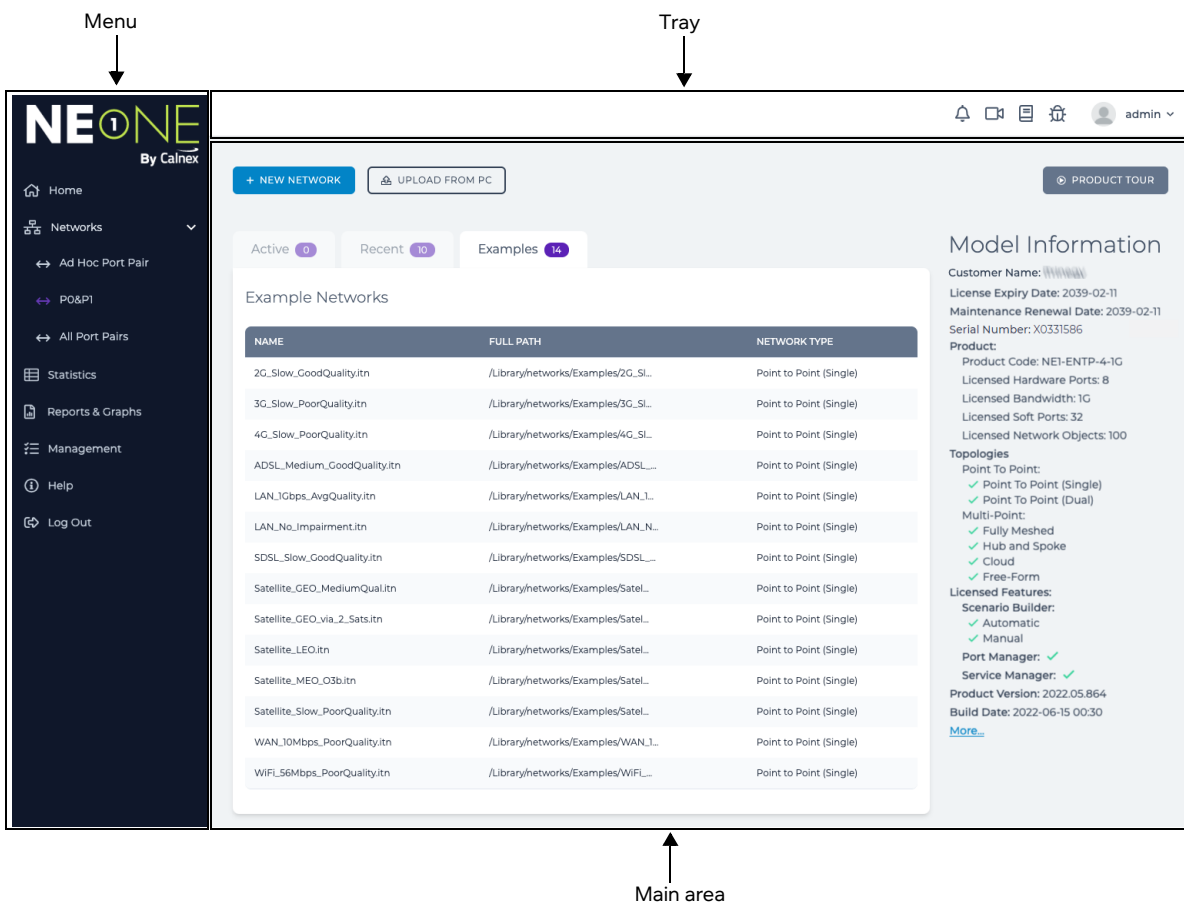 Menu
Tray
NEONE
By Calnex
admin
Home
Networks
Ad Hoc Port Pair
P0&P1
All Port Pairs
Statistics
Reports & Graphs
Management
Help
Log Out
+ NEW NETWORK
UPLOAD FROM PC
PRODUCT TOUR
Active 0
Recent 10
Examples 14
Example Networks
NAME FULL PATH NETWORK TYPE
2G_Slow_GoodQuality.itn /Library/networks/Examples/2G_Sl... Point to Point (Single)
3G_Slow_PoorQuality.itn /Library/networks/Examples/3G_Sl... Point to Point (Single)
4G_Slow_PoorQuality.itn /Library/networks/Examples/4G_Sl... Point to Point (Single)
ADSL_Medium_GoodQuality.itn /Library/networks/Examples/ADSL_... Point to Point (Single)
LAN_1Gbps_AvgQuality.itn /Library/networks/Examples/LAN_1... Point to Point (Single)
LAN_No_Impairment.itn /Library/networks/Examples/LAN_N... Point to Point (Single)
SDSL_Slow_GoodQuality.itn /Library/networks/Examples/SDSL_... Point to Point (Single)
Satellite_GEO_MediumQual.itn /Library/networks/Examples/Satel... Point to Point (Single)
Satellite_GEO_via_2_Sats.itn /Library/networks/Examples/Satel... Point to Point (Single)
Satellite_LEO.itn /Library/networks/Examples/Satel... Point to Point (Single)
Satellite_MEO_O3b.itn /Library/networks/Examples/Satel... Point to Point (Single)
Satellite_Slow_PoorQuality.itn /Library/networks/Examples/Satel... Point to Point (Single)
WAN_10Mbps_PoorQuality.itn /Library/networks/Examples/WAN_1... Point to Point (Single)
WiFi_56Mbps_PoorQuality.itn /Library/networks/Examples/WiFi_... Point to Point (Single)
Model Information
Customer Name:
License Expiry Date: 2039-02-11
Maintenance Renewal Date: 2039-02-11
Serial Number: X0331586
Product:
Product Code: NE1-ENTP-4-1G
Licensed Hardware Ports: 8
Licensed Bandwidth: 1G
Licensed Soft Ports: 32
Licensed Network Objects: 100
Topologies
Point To Point:
Point To Point (Single)
Point To Point (Dual)
Multi-Point:
Fully Meshed
Hub and Spoke
Cloud
Free-Form
Licensed Features:
Scenario Builder:
Automatic
Manual
Port Manager:
Service Manager:
Product Version: 2022.05.864
Build Date: 2022-06-15 00:30
More...
Main area